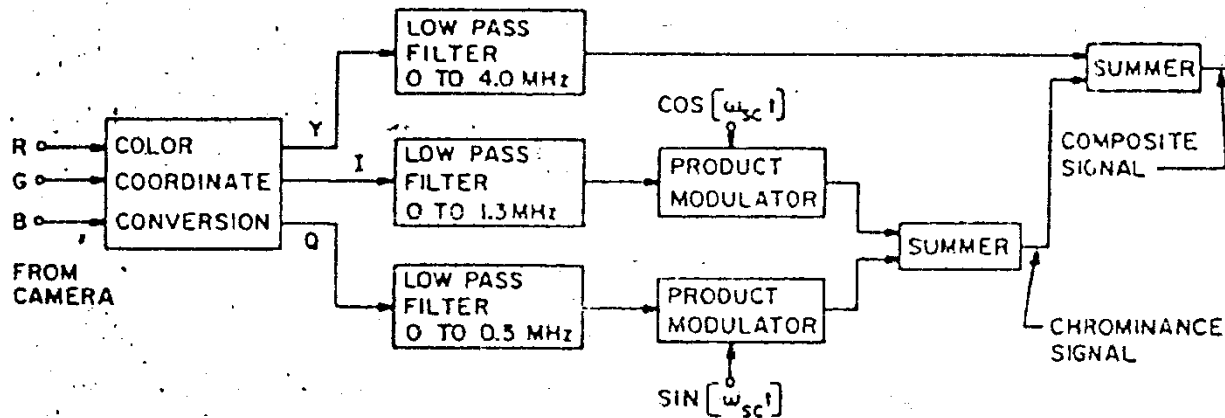 LOW PASS
FILTER
0 TO 4.0 MHz
SUMMER
COS [ω_SC t]
R
G
B
COLOR
COORDINATE
CONVERSION
Y
I
Q
LOW PASS
FILTER
0 TO 1.3 MHz
PRODUCT
MODULATOR
COMPOSITE
SIGNAL
SUMMER
FROM
CAMERA
LOW PASS
FILTER
0 TO 0.5 MHz
PRODUCT
MODULATOR
CHROMINANCE
SIGNAL
SIN [ω_SC t]